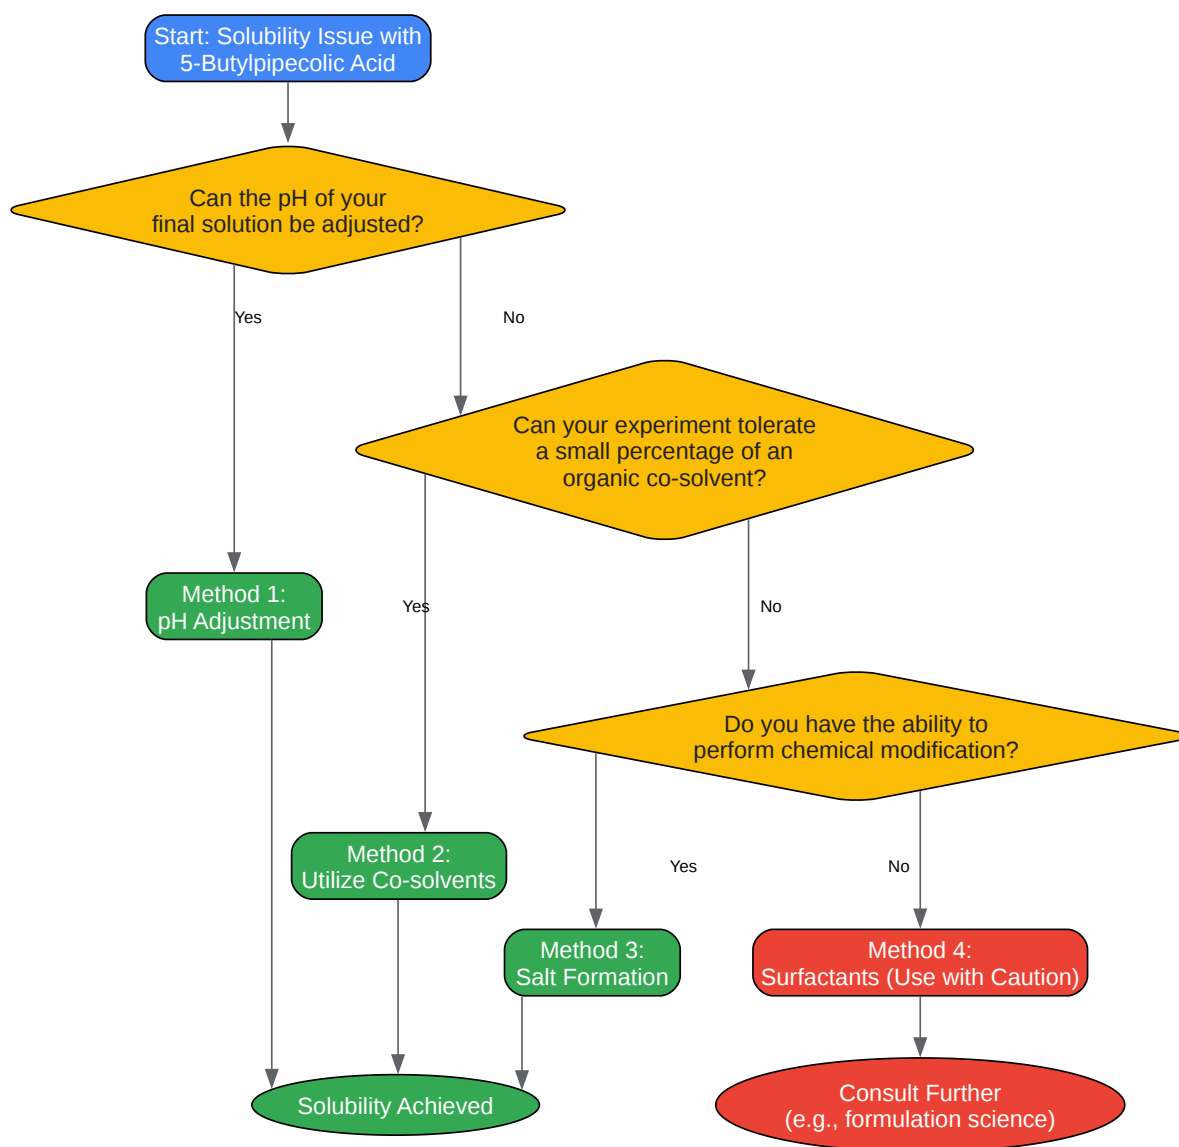 Start: Solubility Issue with
5-Butylpipecolic Acid
Can the pH of your
final solution be adjusted?
Yes
No
Can your experiment tolerate
a small percentage of an
organic co-solvent?
Method 1:
pH Adjustment
Yes
No
Do you have the ability to
perform chemical modification?
Method 2:
Utilize Co-solvents
Yes
No
Method 3:
Salt Formation
Method 4:
Surfactants (Use with Caution)
Solubility Achieved
Consult Further
(e.g., formulation science)